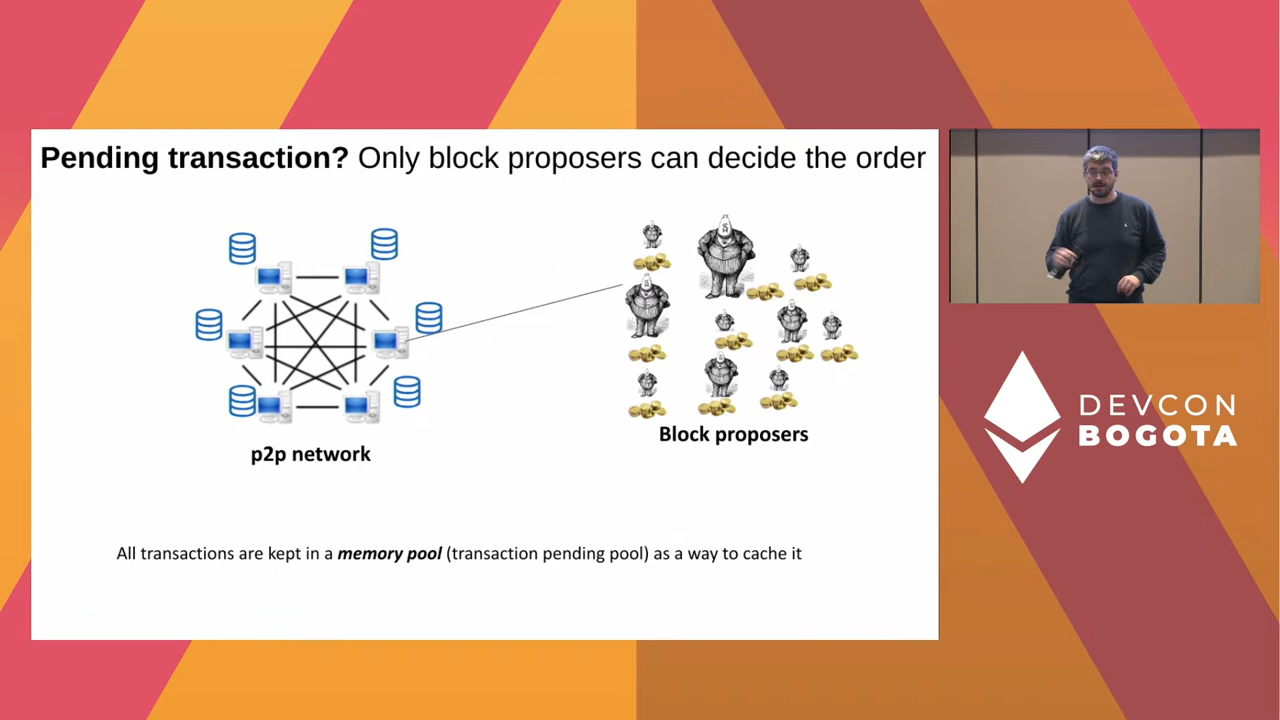 Pending transaction? Only block proposers can decide the order
p2p network
Block proposers
All transactions are kept in a memory pool (transaction pending pool) as a way to cache it
DEVCON
BOGOTA